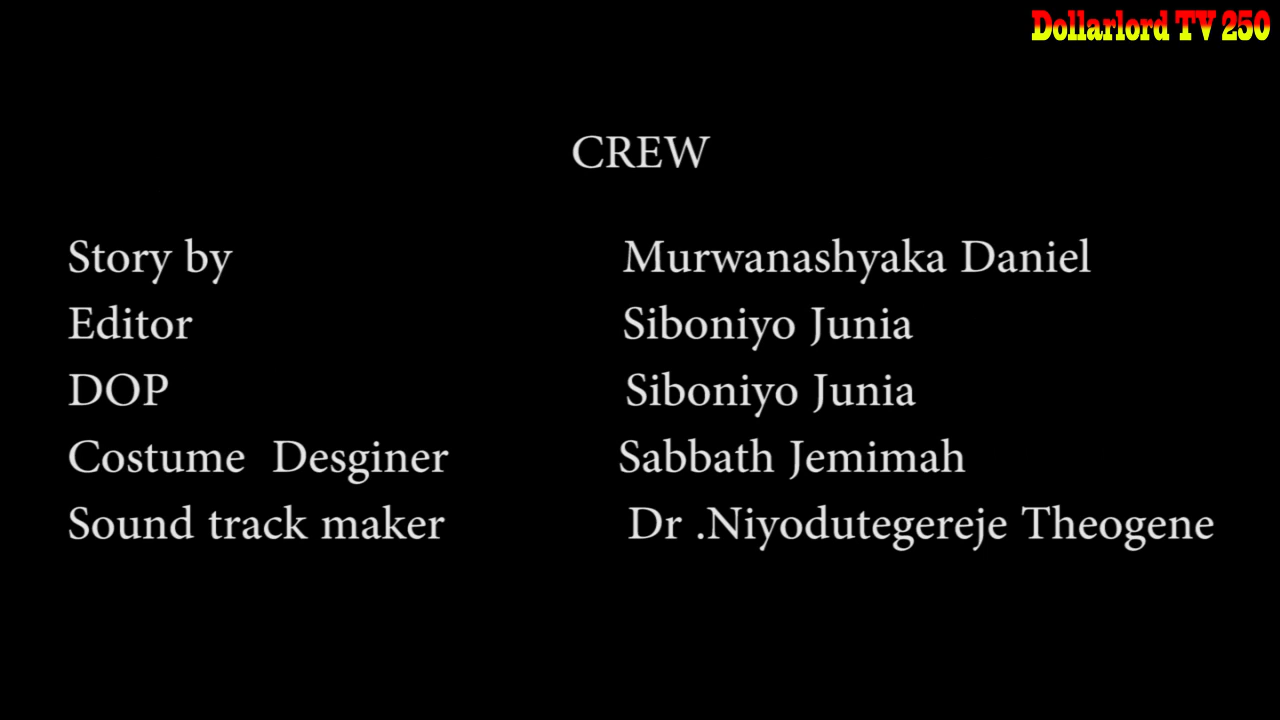 Dollarlord TV 250
CREW
Story by Murwanashyaka Daniel
Editor Siboniyo Junia
DOP Siboniyo Junia
Costume Desginer Sabbath Jemimah
Sound track maker Dr .Niyodutegereje Theogene